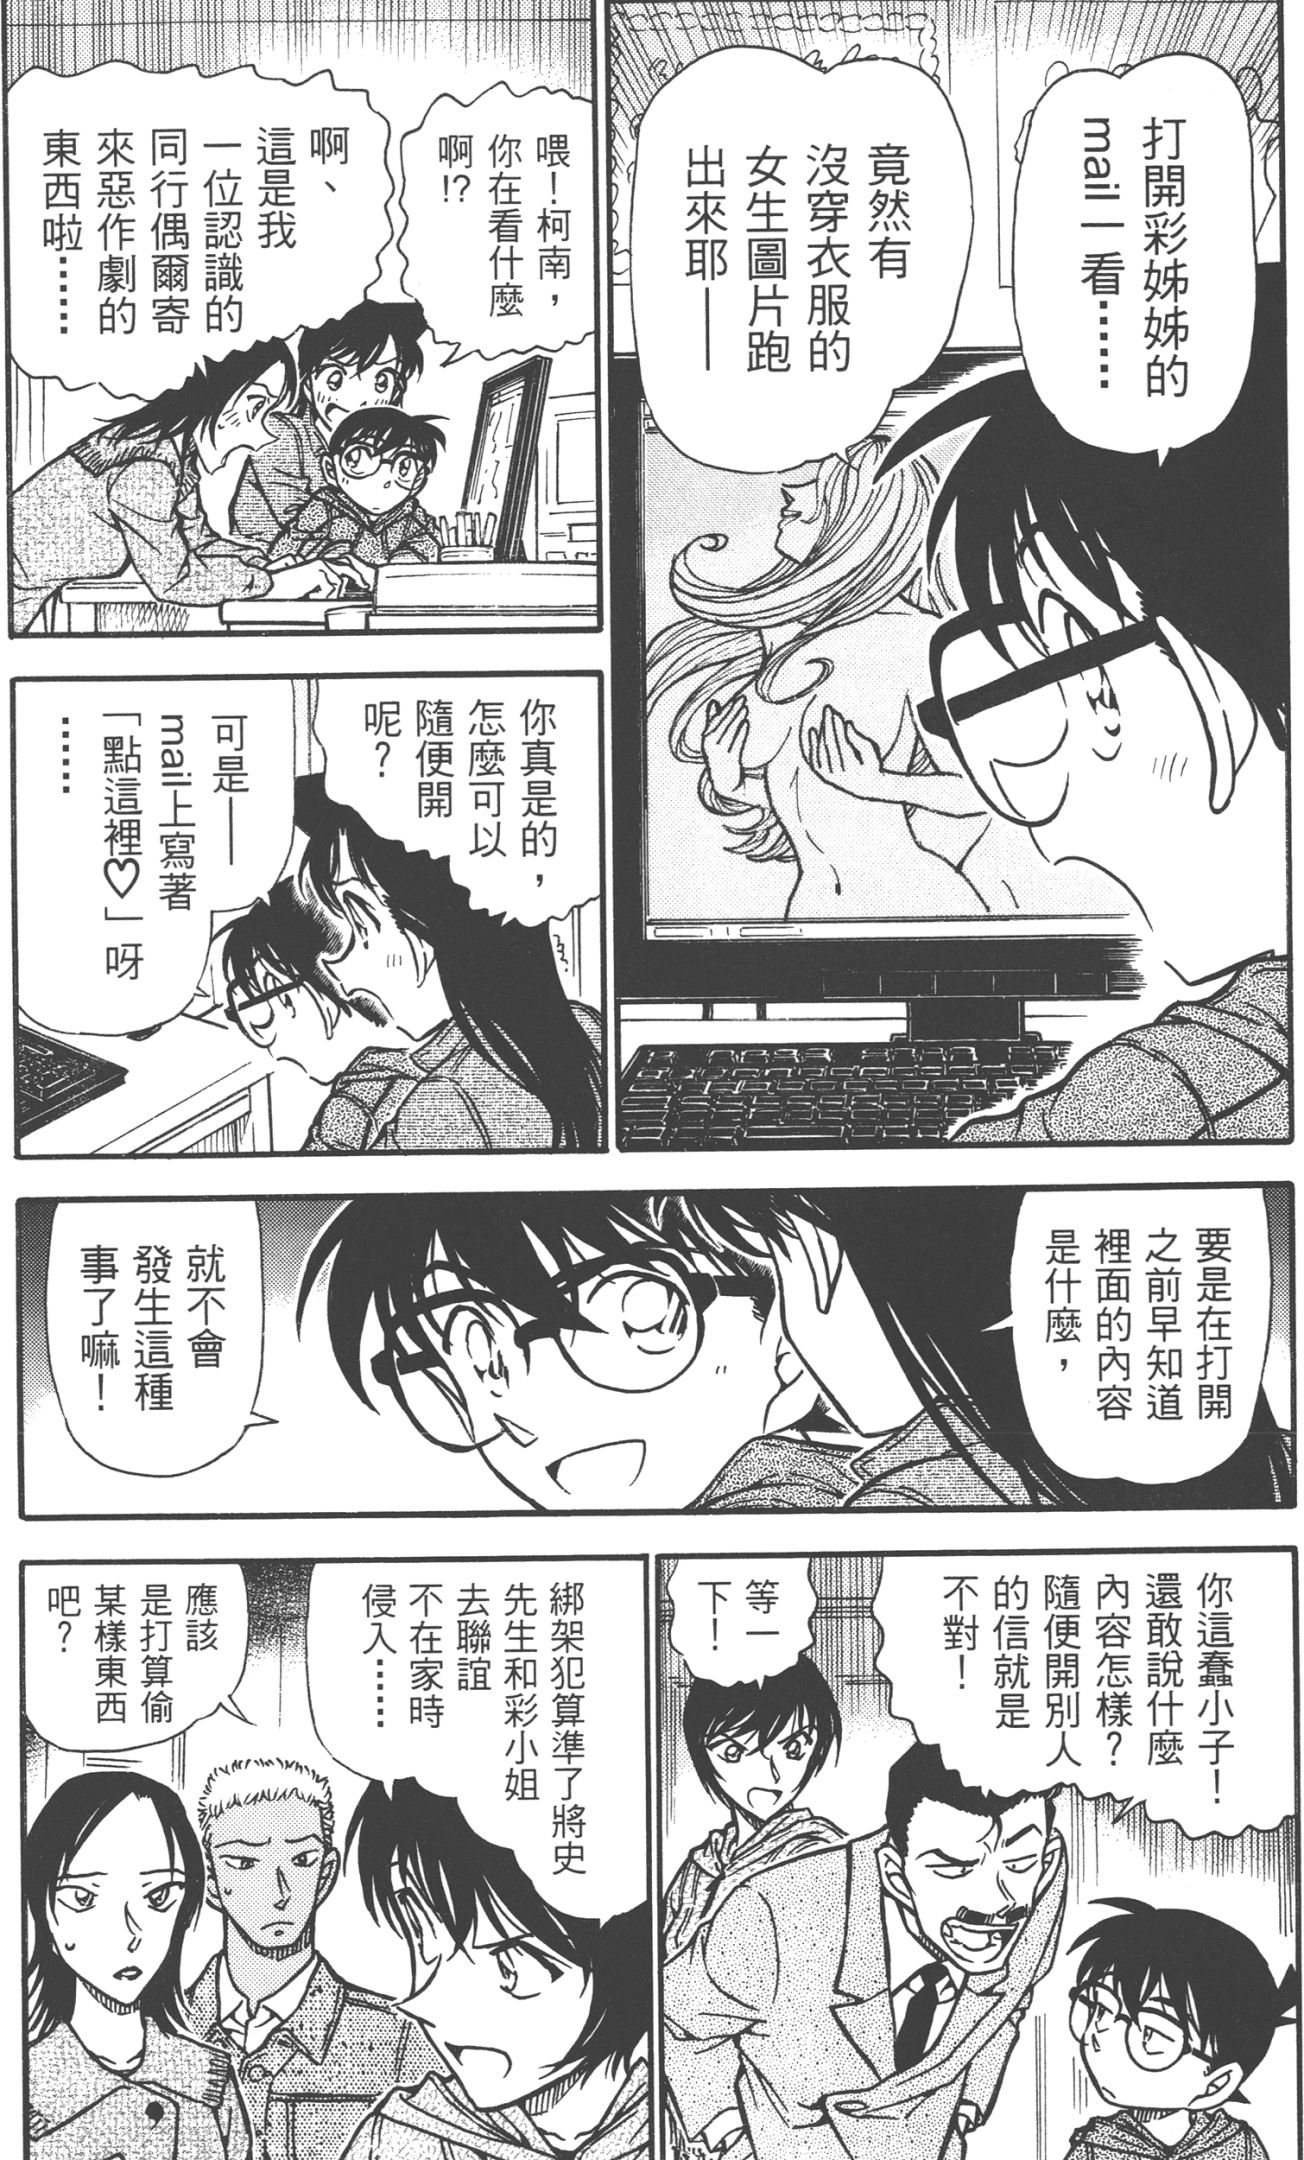 打開彩姊姊的
mail一看……
竟然有
沒穿衣服的
女生圖片跑
出來耶——
喂！柯南，
你在看什麼
啊!?
啊、
這是我
一位認識的
同行偶爾寄
來惡作劇的
東西啦……
你真是的，
怎麼可以
隨便開
呢？
可是——
mail上寫著
「點這裡♡」呀
……
要是在打開
之前早知道
裡面的內容
是什麼，
就不會
發生這種
事了嘛！
你這蠢小子！
還敢說什麼
內容怎樣？
隨便開別人
的信就是
不對！
等一
下！
綁架犯算準了將史
先生和彩小姐
去聯誼
不在家時
侵入……
應該
是打算偷
某樣東西
吧？